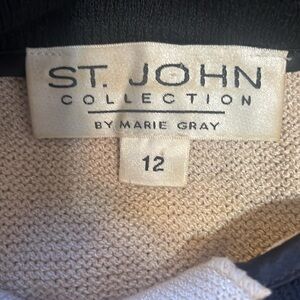 ST. JOHN
COLLECTION
BY MARIE GRAY
12